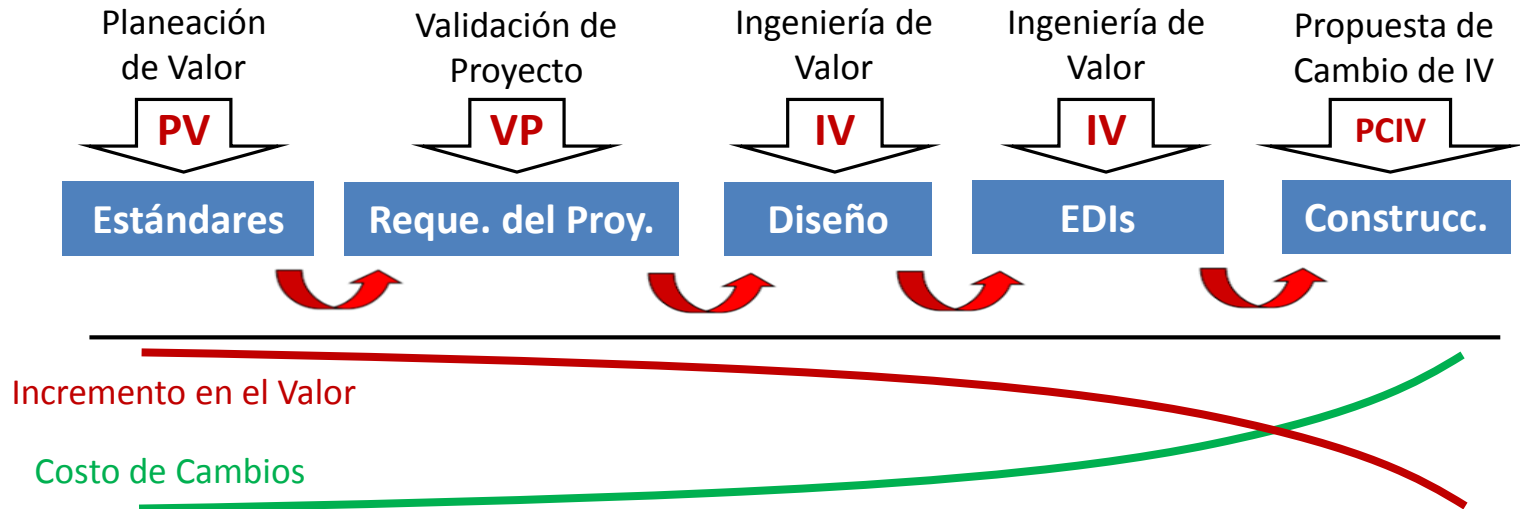 Planeación
de Valor
Validación de
Proyecto
Ingeniería de
Valor
Ingeniería de
Valor
Propuesta de
Cambio de IV
PV
VP
IV
IV
PCIV
Estándares
Reque. del Proy.
Diseño
EDIs
Construcc.
Incremento en el Valor
Costo de Cambios